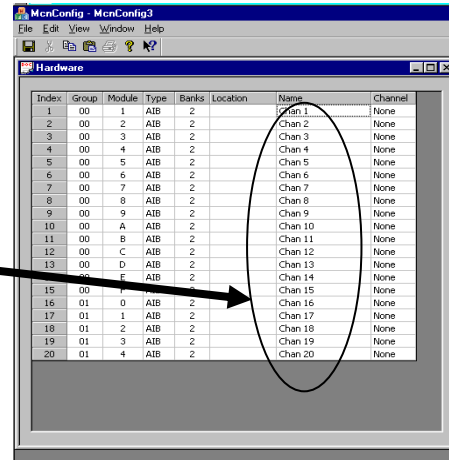 McnConfig - McnConfig3
File Edit View Window Help
Hardware
Index Group Module Type Banks Location Name Channel
1 00 1 AIB 2 Chan 1 None
2 00 2 AIB 2 Chan 2 None
3 00 3 AIB 2 Chan 3 None
4 00 4 AIB 2 Chan 4 None
5 00 5 AIB 2 Chan 5 None
6 00 6 AIB 2 Chan 6 None
7 00 7 AIB 2 Chan 7 None
8 00 8 AIB 2 Chan 8 None
9 00 9 AIB 2 Chan 9 None
10 00 A AIB 2 Chan 10 None
11 00 B AIB 2 Chan 11 None
12 00 C AIB 2 Chan 12 None
13 00 D AIB 2 Chan 13 None
14 00 E AIB 2 Chan 14 None
15 00 F AIB 2 Chan 15 None
16 01 0 AIB 2 Chan 16 None
17 01 1 AIB 2 Chan 17 None
18 01 2 AIB 2 Chan 18 None
19 01 3 AIB 2 Chan 19 None
20 01 4 AIB 2 Chan 20 None